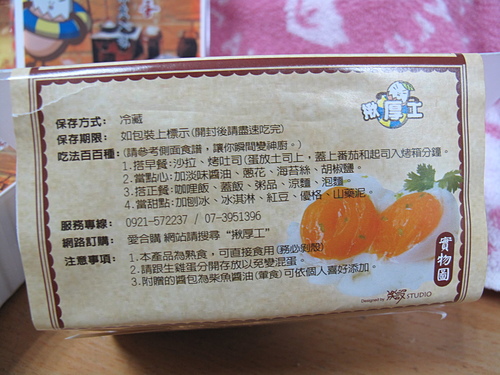 揪厚工
保存方式: 冷藏
保存期限: 如包裝上標示(開封後請盡速吃完)
吃法百百種:(請參考側面食譜,讓你瞬間變神廚。)
1.搭早餐:沙拉、烤吐司(蛋放土司上,蓋上番茄和起司入烤箱分鐘。
2.當點心:加淡味醬油、蔥花、海苔絲、胡椒鹽。
3.搭正餐:咖哩飯、蓋飯、粥品、涼麵、泡麵。
4.當甜點:加刨冰、冰淇淋、紅豆、優格、山藥泥。
服務專線: 0921-572237 / 07-3951396
網路訂購: 愛合購 網站請搜尋“揪厚工”
注意事項: 1.本產品為熟食,可直接食用(務必剝殼)
2.請跟生雞蛋分開存放以免變混蛋。
3.附贈的醬包為柴魚醬油(葷食)可依個人喜好添加。
實物圖
Designed by
STUDIO